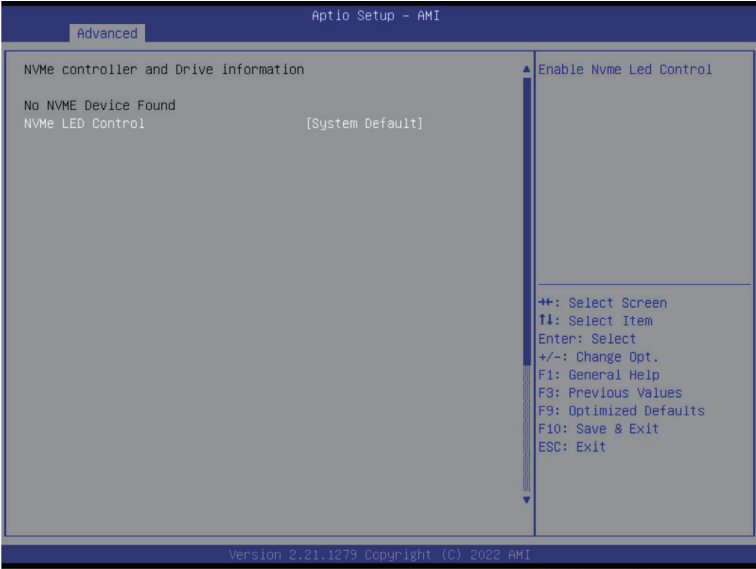 Aptio Setup – AMI
Advanced
NVMe controller and Drive information
No NVME Device Found
NVMe LED Control [System Default]
Enable Nvme Led Control
→←: Select Screen
↑↓: Select Item
Enter: Select
+/-: Change Opt.
F1: General Help
F3: Previous Values
F9: Optimized Defaults
F10: Save & Exit
ESC: Exit
Version 2.21.1279 Copyright (C) 2022 AMI